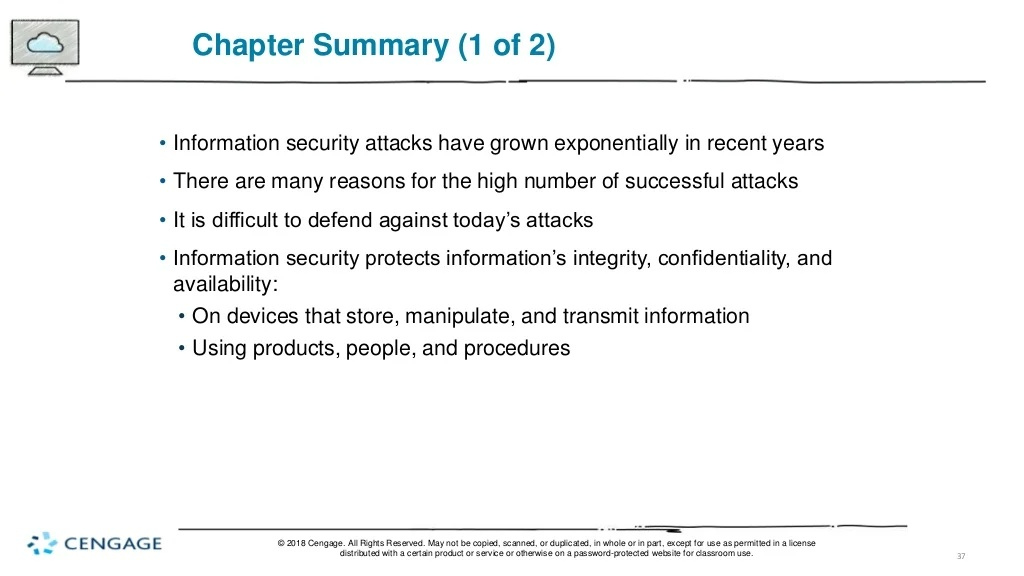 Chapter Summary (1 of 2)
• Information security attacks have grown exponentially in recent years
• There are many reasons for the high number of successful attacks
• It is difficult to defend against today’s attacks
• Information security protects information’s integrity, confidentiality, and
availability:
• On devices that store, manipulate, and transmit information
• Using products, people, and procedures
CENGAGE
© 2018 Cengage. All Rights Reserved. May not be copied, scanned, or duplicated, in whole or in part, except for use as permitted in a license
distributed with a certain product or service or otherwise on a password-protected website for classroom use.
37